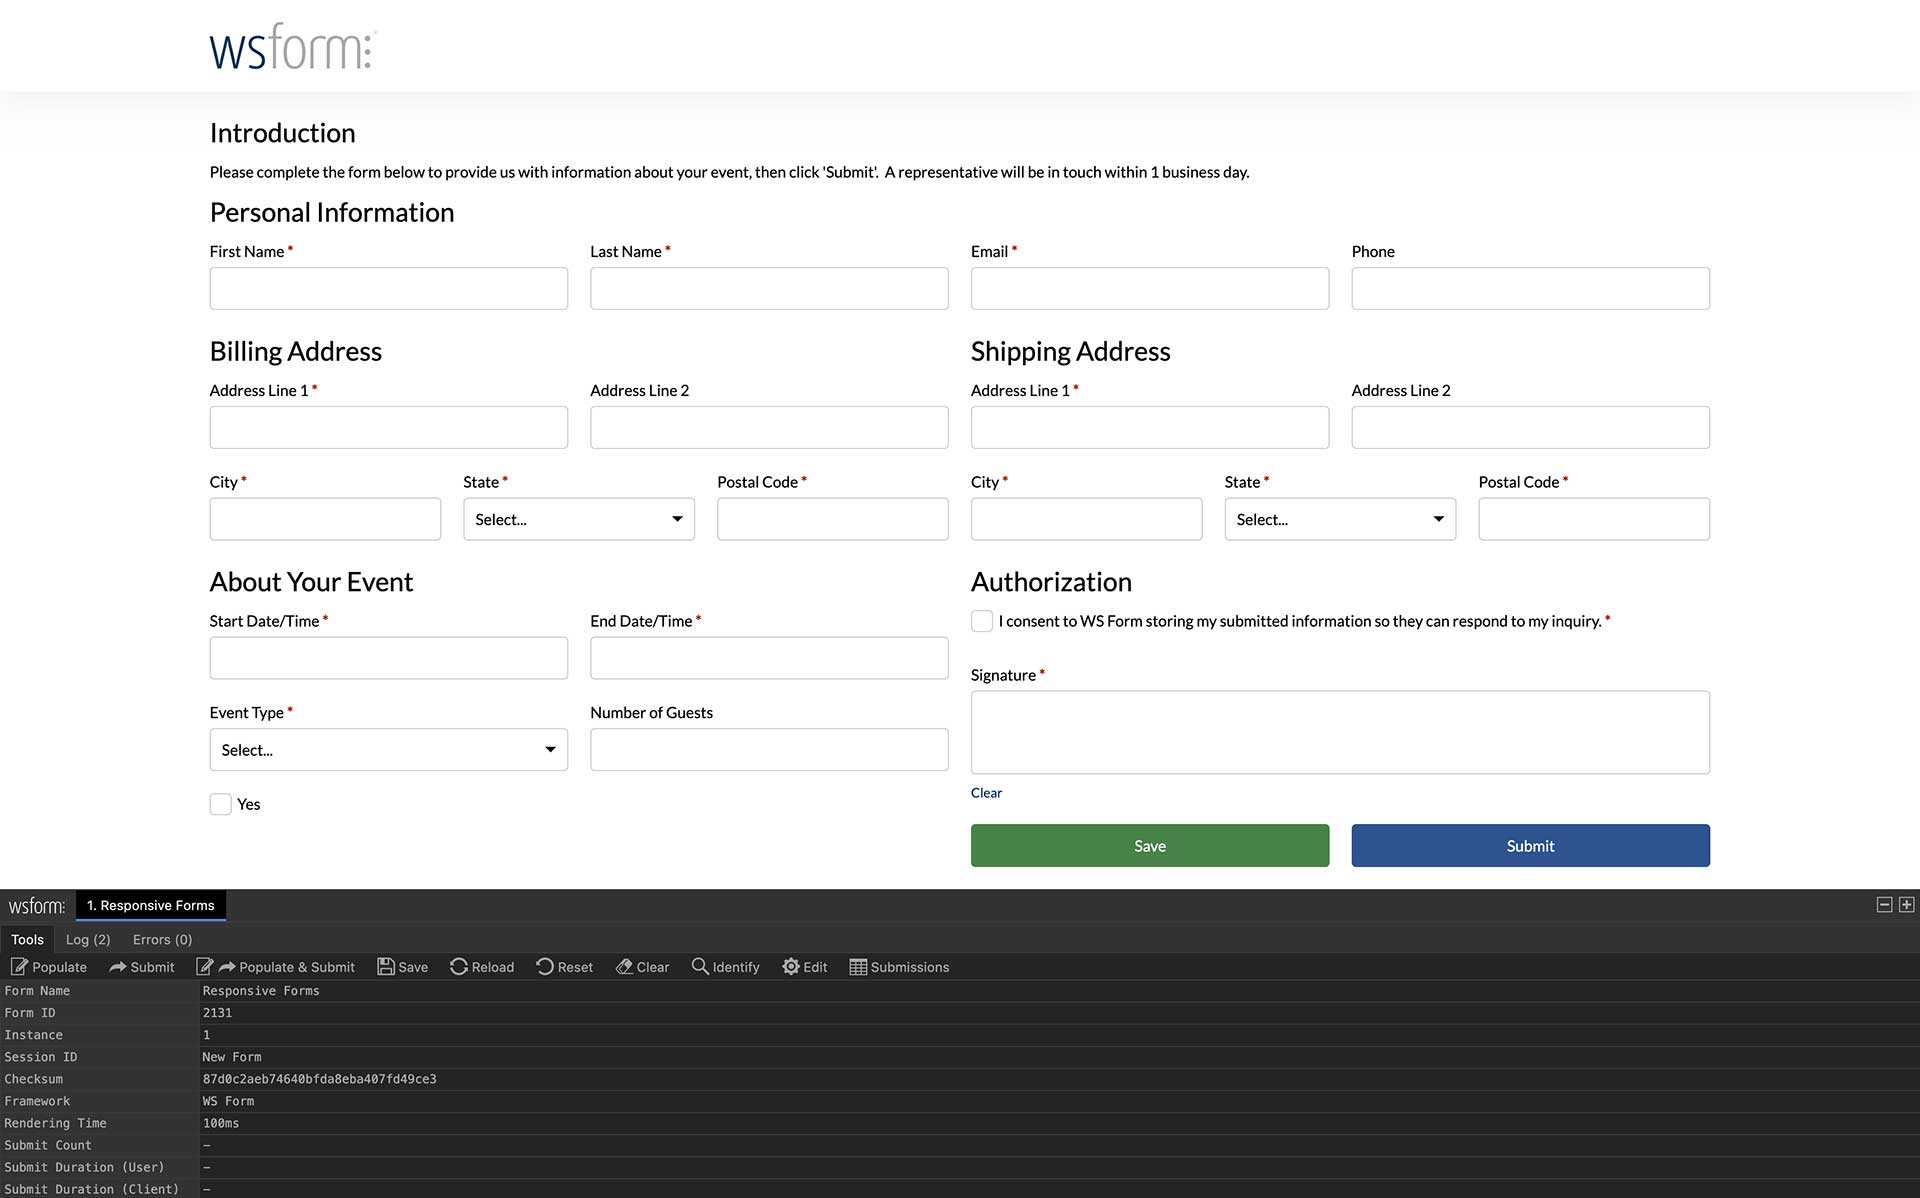 wsform:
Introduction
Please complete the form below to provide us with information about your event, then click 'Submit'. A representative will be in touch within 1 business day.
Personal Information
First Name * Last Name * Email * Phone
Billing Address Shipping Address
Address Line 1 * Address Line 2 Address Line 1 * Address Line 2
City * State * Postal Code * City * State * Postal Code *
Select... Select...
About Your Event Authorization
Start Date/Time * End Date/Time * I consent to WS Form storing my submitted information so they can respond to my inquiry. *
Signature *
Event Type * Number of Guests
Select...
Clear
Yes
Save Submit
wsform: 1. Responsive Forms
Tools Log (2) Errors (0)
Populate Submit Populate & Submit Save Reload Reset Clear Identify Edit Submissions
Form Name Responsive Forms
Form ID 2131
Instance 1
Session ID New Form
Checksum 87d0c2aeb74640bfda8eba407fd49ce3
Framework WS Form
Rendering Time 100ms
Submit Count –
Submit Duration (User) –
Submit Duration (Client) –